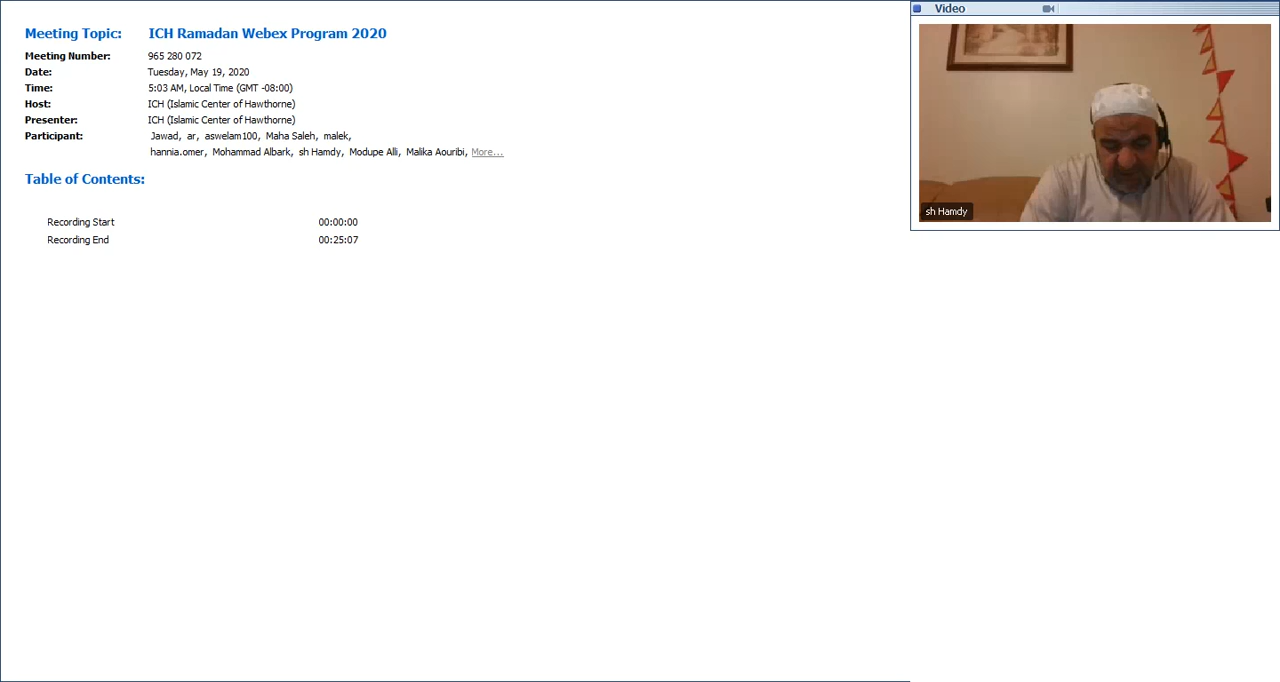 Meeting Topic: ICH Ramadan Webex Program 2020
Meeting Number: 965 280 072
Date: Tuesday, May 19, 2020
Time: 5:03 AM, Local Time (GMT -08:00)
Host: ICH (Islamic Center of Hawthorne)
Presenter: ICH (Islamic Center of Hawthorne)
Participant: Jawad, ar, aswelam100, Maha Saleh, malek,
hannia.omer, Mohammad Albark, sh Hamdy, Modupe Alli, Malika Aouribi, More...
Table of Contents:
Recording Start 00:00:00
Recording End 00:25:07
Video
sh Hamdy